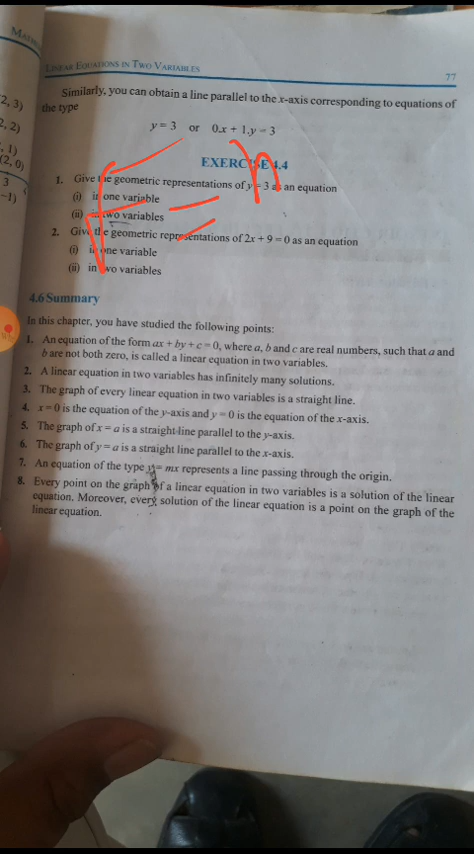 MATH
LINEAR EQUATIONS IN TWO VARIABLES
77
2, 3)
2, 2)
, 1)
(2, 0)
3
−1)
Similarly, you can obtain a line parallel to the x-axis corresponding to equations of
the type
y = 3 or 0.x + 1.y = 3
EXERCISE 4.4
1. Give the geometric representations of y = 3 as an equation
(i) in one variable
(ii) in two variables
2. Give the geometric representations of 2x + 9 = 0 as an equation
(i) in one variable
(ii) in two variables
4.6 Summary
In this chapter, you have studied the following points:
1. An equation of the form ax + by + c = 0, where a, b and c are real numbers, such that a and
b are not both zero, is called a linear equation in two variables.
2. A linear equation in two variables has infinitely many solutions.
3. The graph of every linear equation in two variables is a straight line.
4. x = 0 is the equation of the y-axis and y = 0 is the equation of the x-axis.
5. The graph of x = a is a straight line parallel to the y-axis.
6. The graph of y = a is a straight line parallel to the x-axis.
7. An equation of the type y = mx represents a line passing through the origin.
8. Every point on the graph of a linear equation in two variables is a solution of the linear
equation. Moreover, every solution of the linear equation is a point on the graph of the
linear equation.